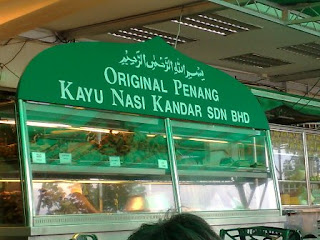 بسم الله الرحمن الرحيم
ORIGINAL PENANG
KAYU NASI KANDAR SDN BHD